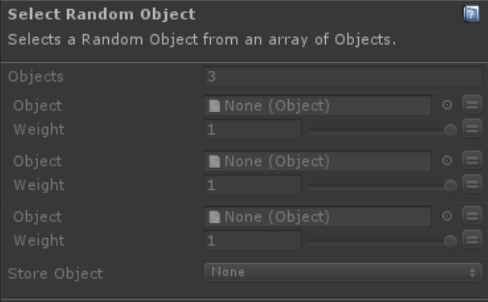 Select Random Object
Selects a Random Object from an array of Objects.
Objects 3
Object None (Object)
Weight 1
Object None (Object)
Weight 1
Object None (Object)
Weight 1
Store Object None